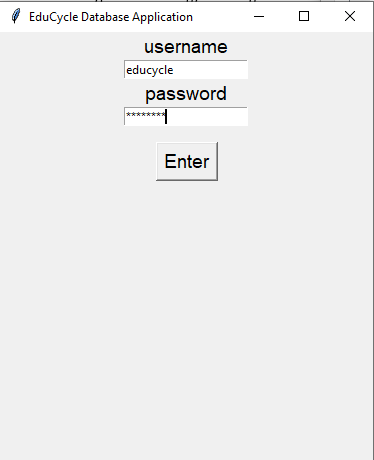 EduCycle Database Application
username
educycle
password
********
Enter